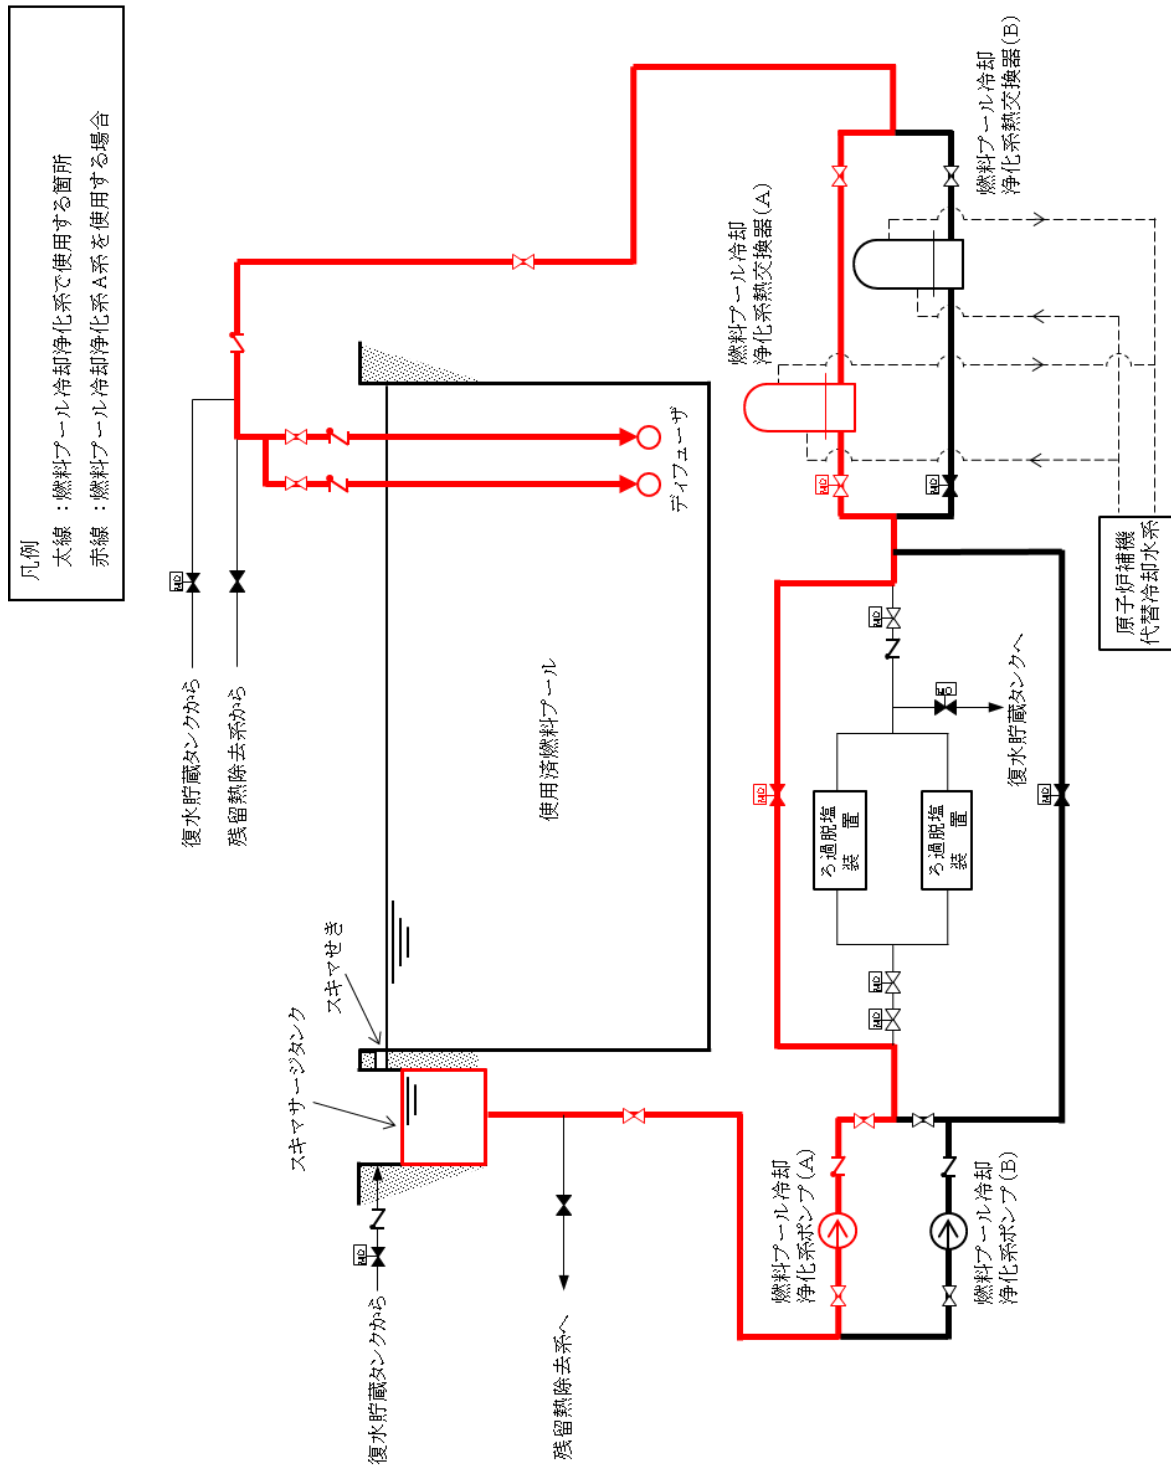 凡例
太線：燃料プール冷却浄化系で使用する箇所
赤線：燃料プール冷却浄化系A系を使用する場合
復水貯蔵タンクから
MO
スキマサージタンク
スキマせき
復水貯蔵タンクから
MO
残留熱除去系から
使用済燃料プール
ディフューザ
残留熱除去系へ
燃料プール冷却
浄化系ポンプ(A)
燃料プール冷却
浄化系ポンプ(B)
MO
MO
MO
ろ過脱塩
装置
ろ過脱塩
装置
MO
復水貯蔵タンクへ
MO
MO
MO
MO
燃料プール冷却
浄化系熱交換器(A)
燃料プール冷却
浄化系熱交換器(B)
原子炉補機
代替冷却水系